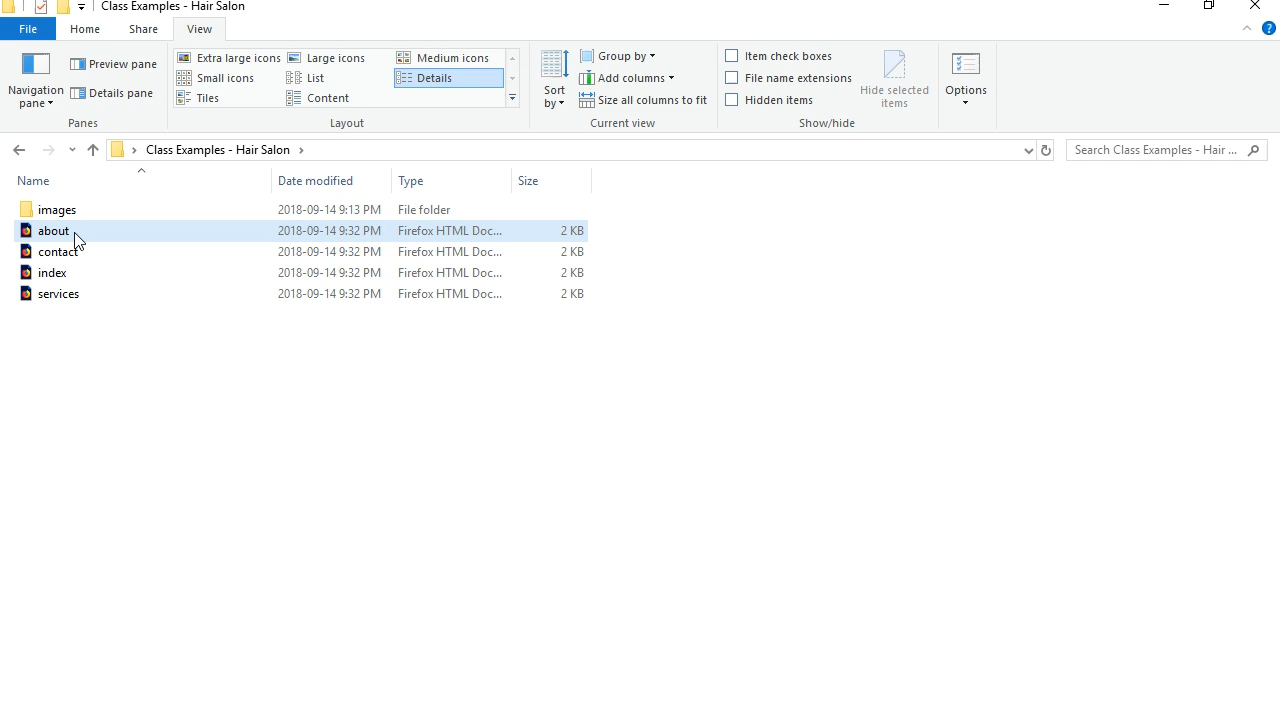 Class Examples - Hair Salon
File Home Share View
Navigation pane
Preview pane
Details pane
Panes
Extra large icons Large icons Medium icons
Small icons List Details
Tiles Content
Layout
Sort by
Group by
Add columns
Size all columns to fit
Current view
Item check boxes
File name extensions
Hidden items
Hide selected items
Show/hide
Options
Class Examples - Hair Salon
Search Class Examples - Hair ...
Name Date modified Type Size
images 2018-09-14 9:13 PM File folder
about 2018-09-14 9:32 PM Firefox HTML Doc... 2 KB
contact 2018-09-14 9:32 PM Firefox HTML Doc... 2 KB
index 2018-09-14 9:32 PM Firefox HTML Doc... 2 KB
services 2018-09-14 9:32 PM Firefox HTML Doc... 2 KB